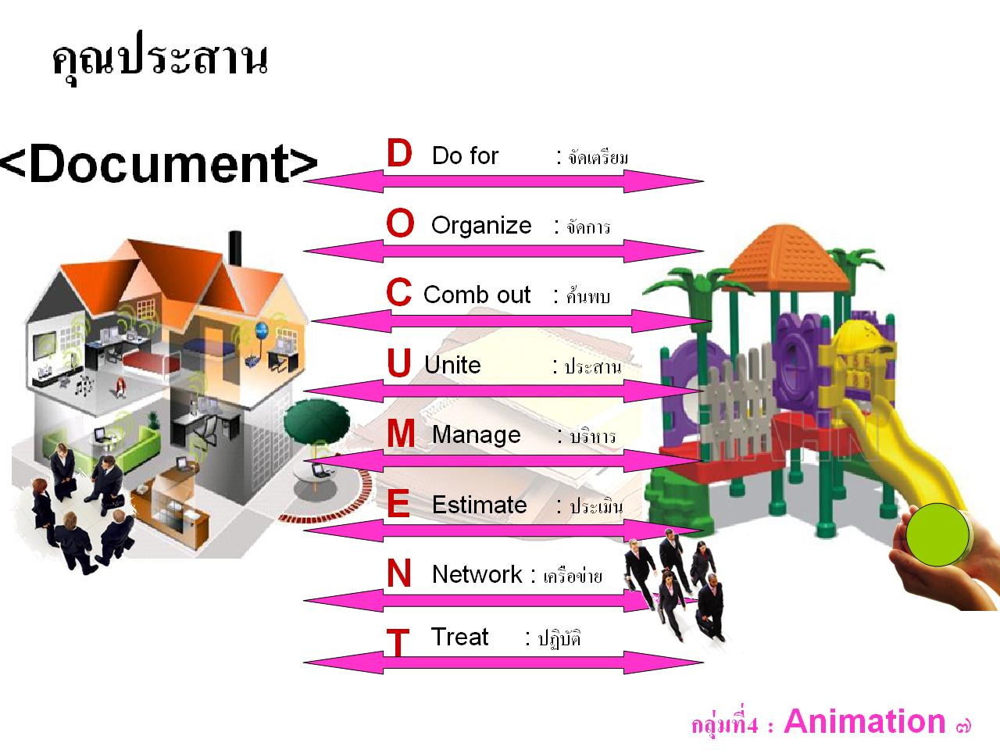 คุณประสาน
<Document>
D Do for : จัดเตรียม
O Organize : จัดการ
C Comb out : ค้นพบ
U Unite : ประสาน
M Manage : บริหาร
E Estimate : ประเมิน
N Network : เครือข่าย
T Treat : ปฏิบัติ
กลุ่มที่4 : Animation ๗